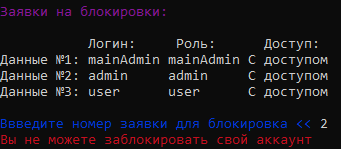 Заявки на блокировки:
Логин: Роль: Доступ:
Данные №1: mainAdmin mainAdmin С доступом
Данные №2: admin admin С доступом
Данные №3: user user С доступом
Ввведите номер заявки для блокировка << 2
Вы не можете заблокировать свой аккаунт